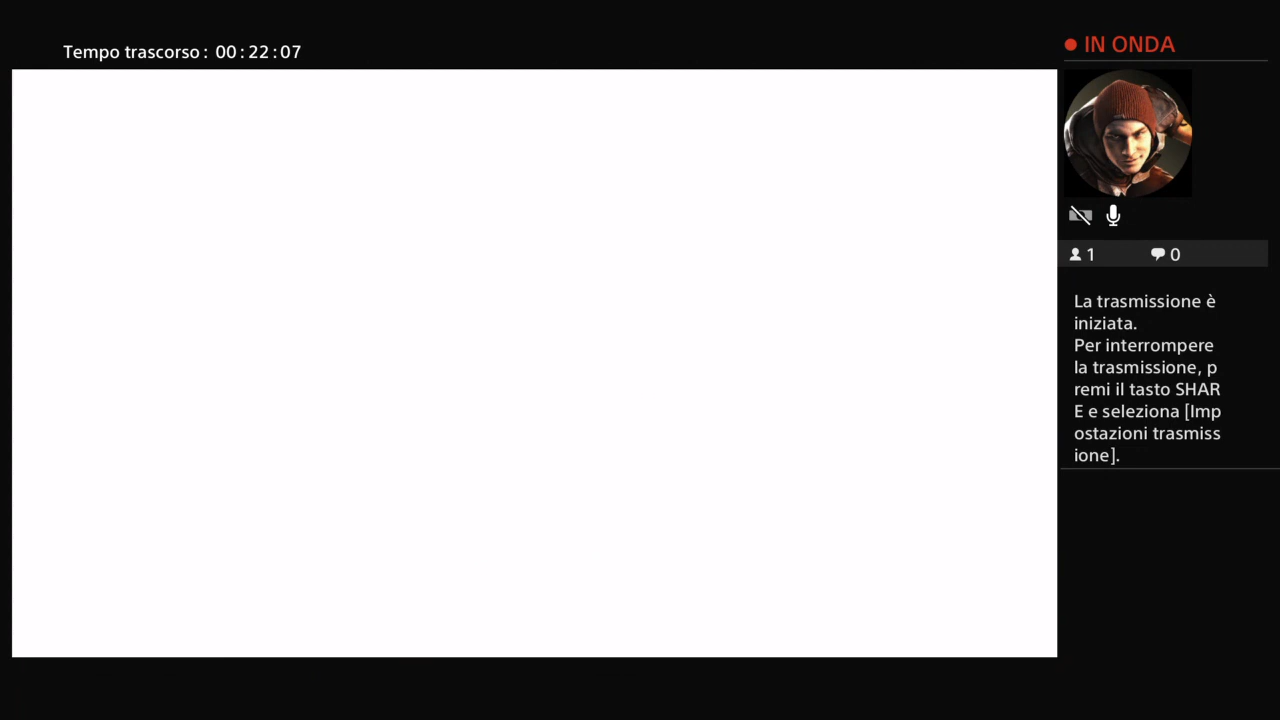 Tempo trascorso: 00:22:07
IN ONDA
1 0
La trasmissione è
iniziata.
Per interrompere
la trasmissione, p
remi il tasto SHAR
E e seleziona [Imp
ostazioni trasmiss
ione].